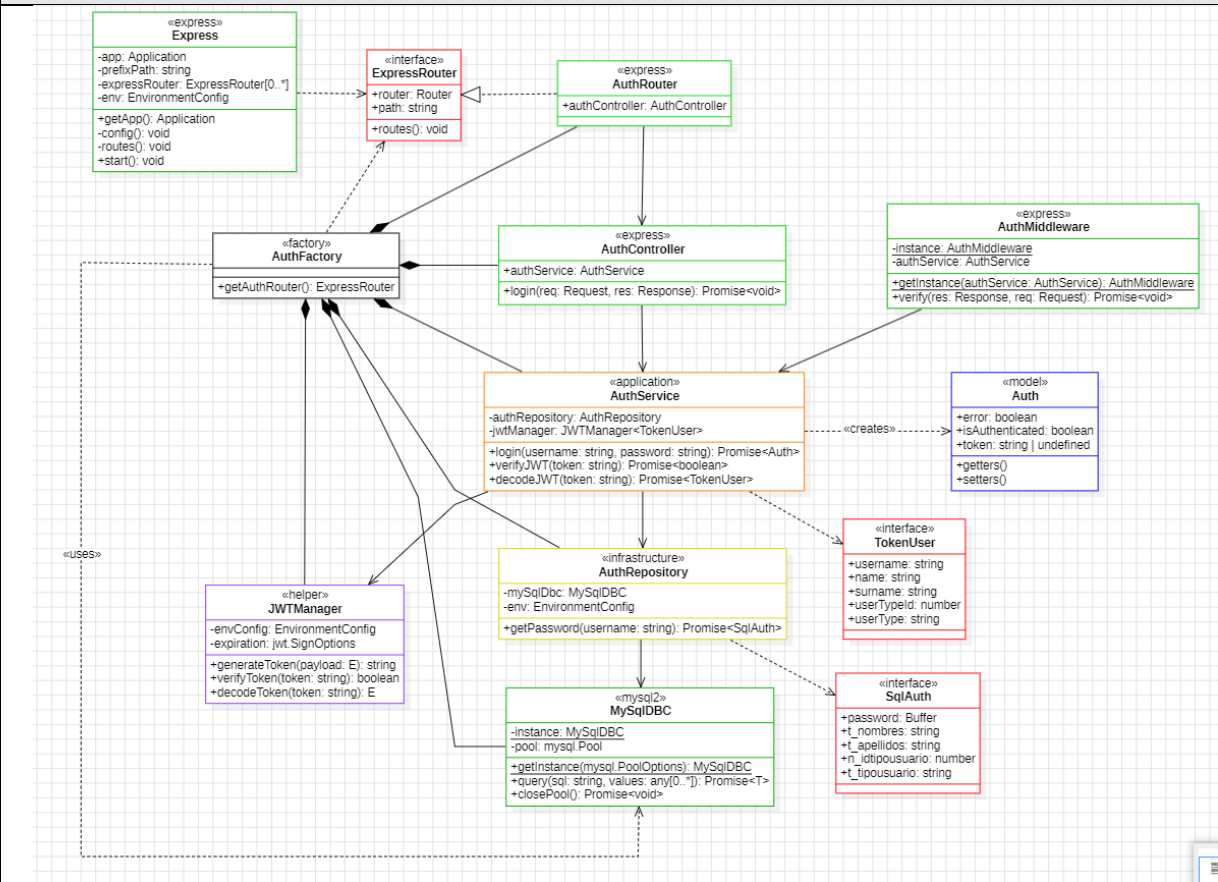 «express»
Express
-app: Application
-prefixPath: string
-expressRouter: ExpressRouter[0..*]
-env: EnvironmentConfig
+getApp(): Application
-config(): void
-routes(): void
+start(): void
«interface»
ExpressRouter
+router: Router
+path: string
+routes(): void
«express»
AuthRouter
+authController: AuthController
«factory»
AuthFactory
+getAuthRouter(): ExpressRouter
«express»
AuthController
+authService: AuthService
+login(req: Request, res: Response): Promise<void>
«express»
AuthMiddleware
-instance: AuthMiddleware
-authService: AuthService
+getInstance(authService: AuthService): AuthMiddleware
+verify(res: Response, req: Request): Promise<void>
«application»
AuthService
-authRepository: AuthRepository
-jwtManager: JWTManager<TokenUser>
+login(username: string, password: string): Promise<Auth>
+verifyJWT(token: string): Promise<boolean>
+decodeJWT(token: string): Promise<TokenUser>
«creates»
«model»
Auth
+error: boolean
+isAuthenticated: boolean
+token: string | undefined
+getters()
+setters()
«uses»
«interface»
TokenUser
+username: string
+name: string
+surname: string
+userTypeId: number
+userType: string
«helper»
JWTManager
-envConfig: EnvironmentConfig
-expiration: jwt.SignOptions
+generateToken(payload: E): string
+verifyToken(token: string): boolean
+decodeToken(token: string): E
«infrastructure»
AuthRepository
-mySqlDbc: MySqlDBC
-env: EnvironmentConfig
+getPassword(username: string): Promise<SqlAuth>
«interface»
SqlAuth
+password: Buffer
+t_nombres: string
+t_apellidos: string
+n_idtipousuario: number
+t_tipousuario: string
«mysql2»
MySqlDBC
-instance: MySqlDBC
-pool: mysql.Pool
+getInstance(mysql.PoolOptions): MySqlDBC
+query(sql: string, values: any[0..*]): Promise<T>
+closePool(): Promise<void>